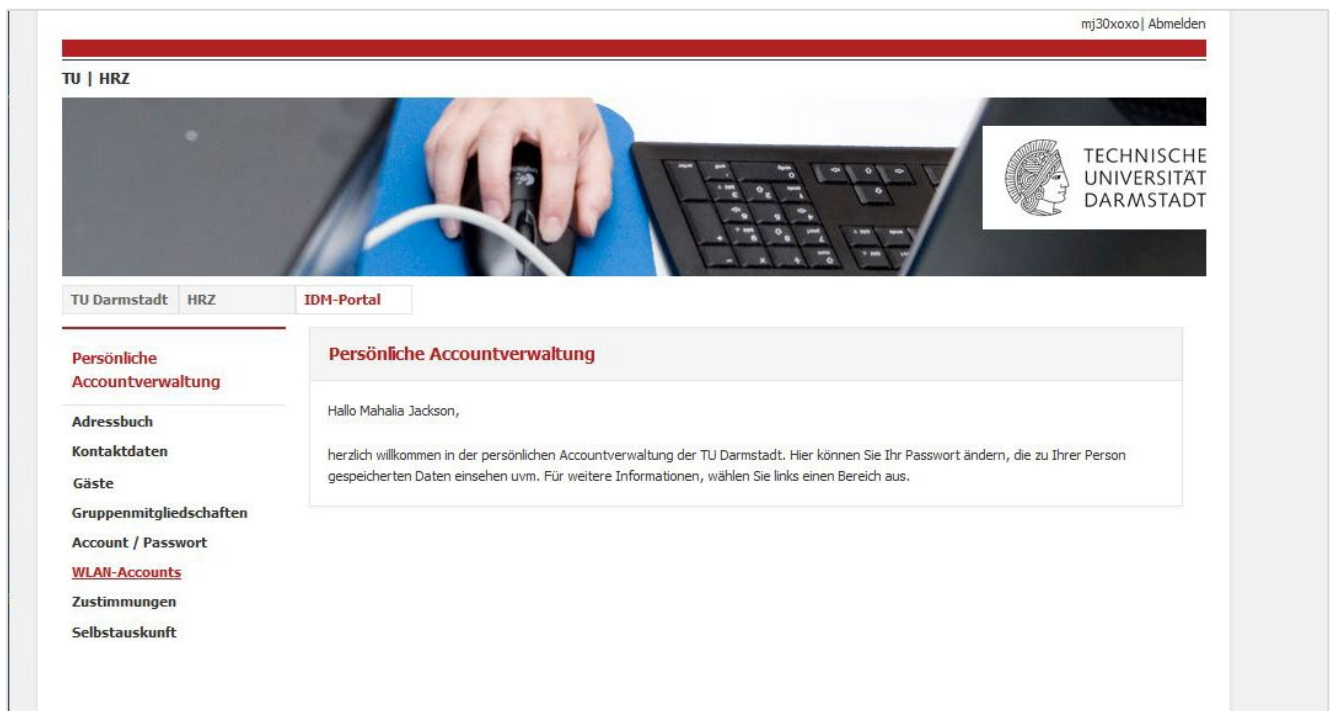 mj30xoxo| Abmelden
TU | HRZ
TECHNISCHE
UNIVERSITÄT
DARMSTADT
TU Darmstadt
HRZ
IDM-Portal
Persönliche
Accountverwaltung
Adressbuch
Kontaktdaten
Gäste
Gruppenmitgliedschaften
Account / Passwort
WLAN-Accounts
Zustimmungen
Selbstauskunft
Persönliche Accountverwaltung
Hallo Mahalia Jackson,
herzlich willkommen in der persönlichen Accountverwaltung der TU Darmstadt. Hier können Sie Ihr Passwort ändern, die zu Ihrer Person
gespeicherten Daten einsehen uvm. Für weitere Informationen, wählen Sie links einen Bereich aus.